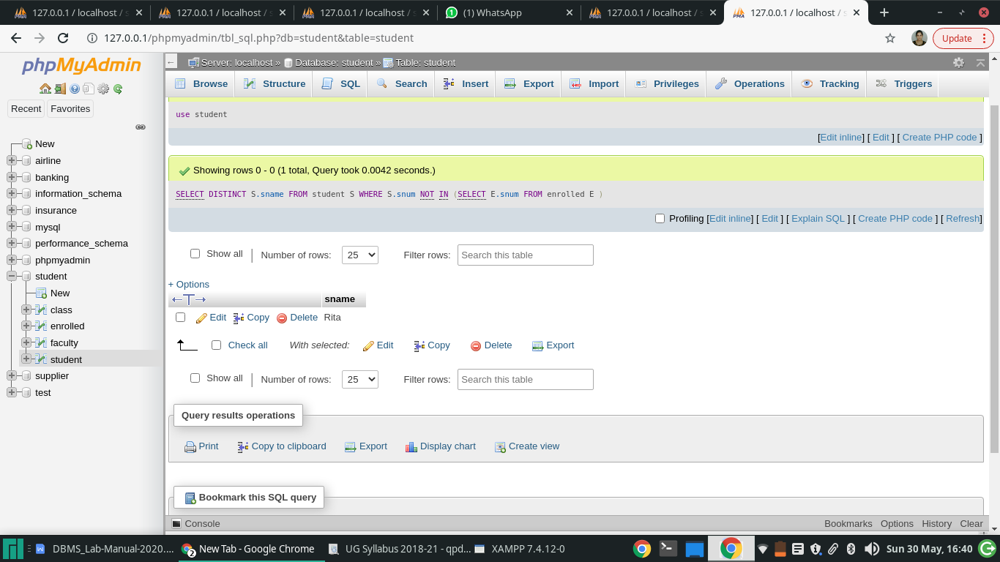 127.0.0.1 / localhost / s
127.0.0.1 / localhost / s
127.0.0.1 / localhost / s
(1) WhatsApp
127.0.0.1 / localhost / s
127.0.0.1 / localhost / s
127.0.0.1/phpmyadmin/tbl_sql.php?db=student&table=student
Update
phpMyAdmin
Recent Favorites
New
airline
banking
information_schema
insurance
mysql
performance_schema
phpmyadmin
student
New
class
enrolled
faculty
student
supplier
test
Server: localhost » Database: student » Table: student
Browse Structure SQL Search Insert Export Import Privileges Operations Tracking Triggers
use student
[Edit inline] [ Edit ] [ Create PHP code ]
Showing rows 0 - 0 (1 total, Query took 0.0042 seconds.)
SELECT DISTINCT S.sname FROM student S WHERE S.snum NOT IN (SELECT E.snum FROM enrolled E )
Profiling [Edit inline] [ Edit ] [ Explain SQL ] [ Create PHP code ] [ Refresh]
Show all | Number of rows: 25 Filter rows: Search this table
+ Options
sname
Edit Copy Delete Rita
Check all With selected: Edit Copy Delete Export
Show all | Number of rows: 25 Filter rows: Search this table
Query results operations
Print Copy to clipboard Export Display chart Create view
Bookmark this SQL query
Console Bookmarks Options History Clear
DBMS_Lab-Manual-2020.... 2 New Tab - Google Chrome UG Syllabus 2018-21 - qpd... XAMPP 7.4.12-0 Sun 30 May, 16:40